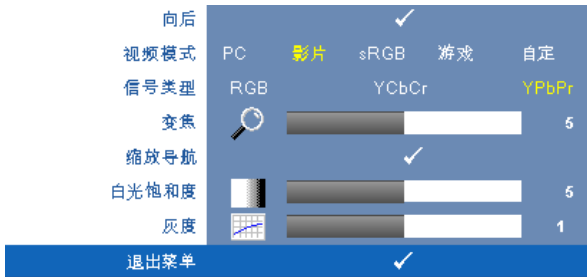 向后
视频模式 PC 影片 sRGB 游戏 自定
信号类型 RGB YCbCr YPbPr
变焦 5
缩放导航
白光饱和度 5
灰度 1
退出菜单